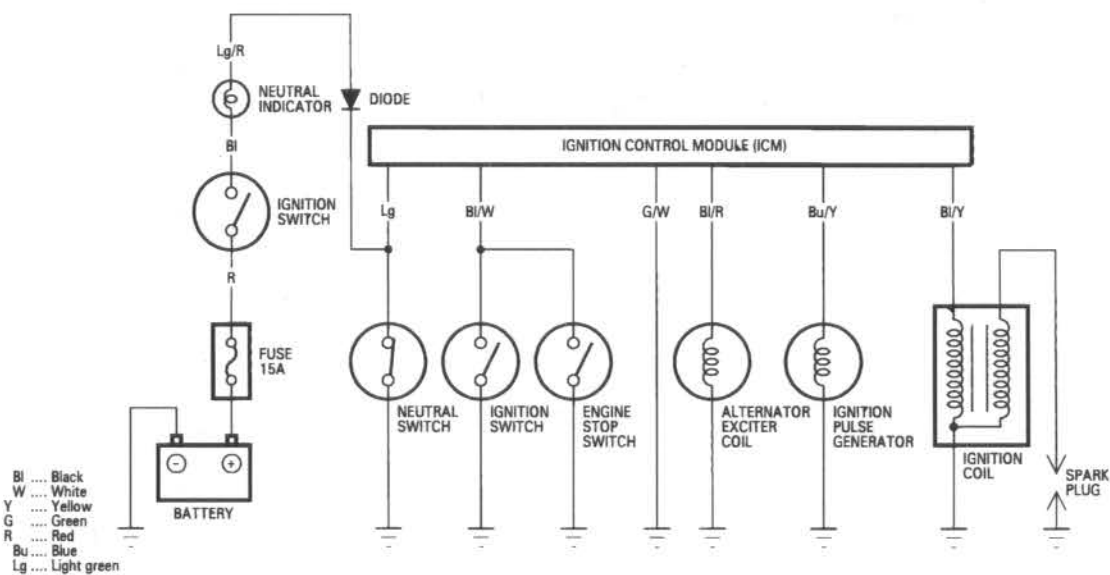 Lg/R
NEUTRAL
INDICATOR
DIODE
IGNITION CONTROL MODULE (ICM)
Bl
IGNITION
SWITCH
Lg
Bl/W
G/W
Bl/R
Bu/Y
Bl/Y
R
FUSE
15A
NEUTRAL
SWITCH
IGNITION
SWITCH
ENGINE
STOP
SWITCH
ALTERNATOR
EXCITER
COIL
IGNITION
PULSE
GENERATOR
IGNITION
COIL
SPARK
PLUG
BATTERY
Bl .... Black
W .... White
Y .... Yellow
G .... Green
R .... Red
Bu .... Blue
Lg .... Light green